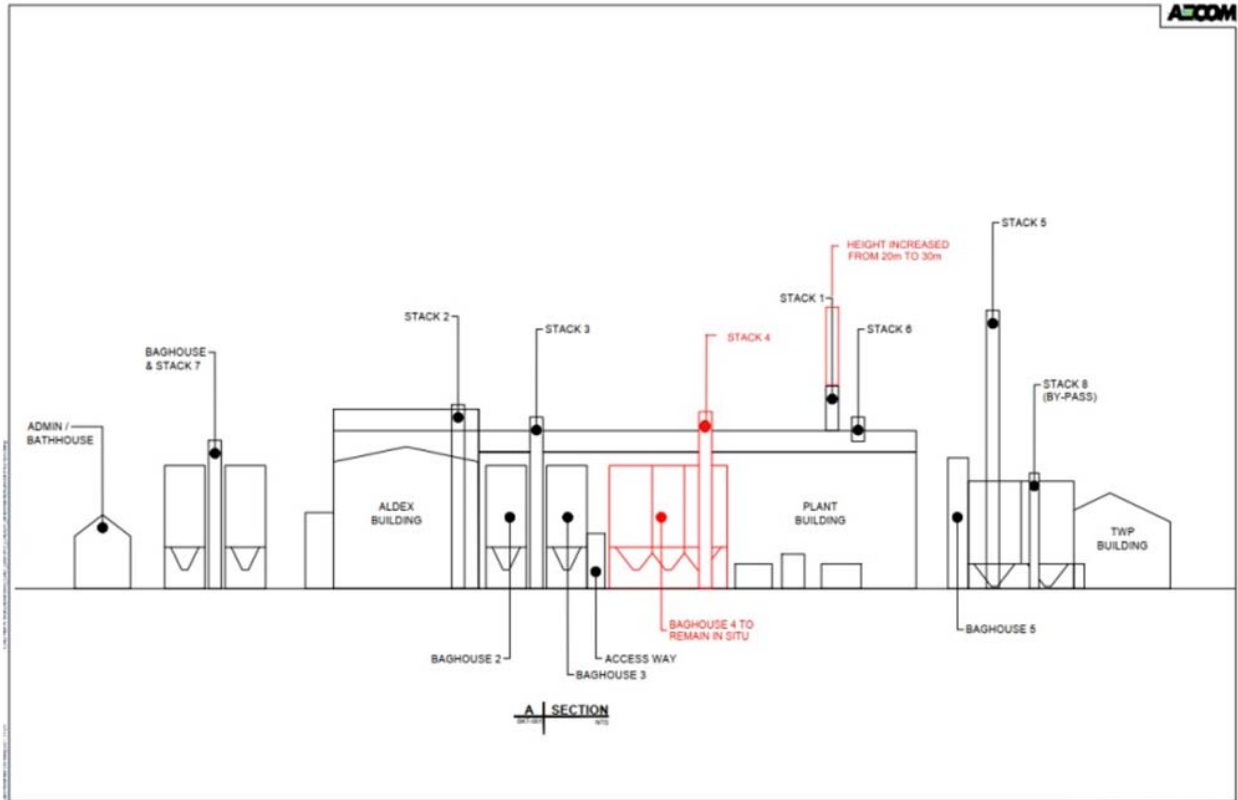 AECOM
STACK 5
HEIGHT INCREASED
FROM 20m TO 30m
STACK 1
STACK 2
STACK 3
STACK 4
STACK 6
BAGHOUSE
& STACK 7
STACK 8
(BY-PASS)
ADMIN /
BATHHOUSE
ALDEX
BUILDING
PLANT
BUILDING
TWP
BUILDING
BAGHOUSE 4 TO
REMAIN IN SITU
BAGHOUSE 5
BAGHOUSE 2
ACCESS WAY
BAGHOUSE 3
A SECTION
NTS